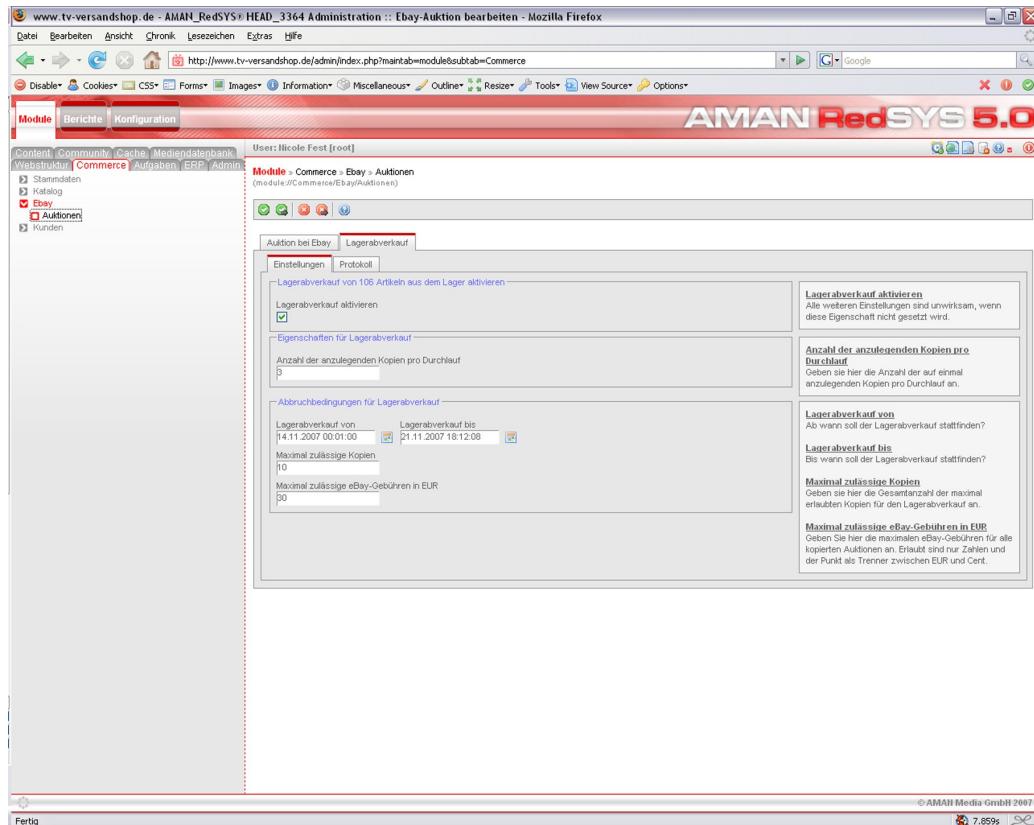 www.tv-versandshop.de - AMAN_RedSYS® HEAD_3364 Administration :: Ebay-Auktion bearbeiten - Mozilla Firefox
Datei Bearbeiten Ansicht Chronik Lesezeichen Extras Hilfe
http://www.tv-versandshop.de/admin/index.php?maintab=module&subtab=Commerce
Google
Disable Cookies CSS Forms Images Information Miscellaneous Outline Resize Tools View Source Options
Module Berichte Konfiguration
AMAN RedSYS 5.0
Content Community Cache Mediendatenbank
Webstruktur Commerce Aufgaben ERP Admin
User: Nicole Fest [root]
Stammdaten
Katalog
Ebay
Auktionen
Kunden
Module » Commerce » Ebay » Auktionen
(module://Commerce/Ebay/Auktionen)
Auktion bei Ebay Lagerabverkauf
Einstellungen Protokoll
Lagerabverkauf von 106 Artikeln aus dem Lager aktivieren
Lagerabverkauf aktivieren
Eigenschaften für Lagerabverkauf
Anzahl der anzulegenden Kopien pro Durchlauf
3
Abbruchbedingungen für Lagerabverkauf
Lagerabverkauf von Lagerabverkauf bis
14.11.2007 00:01:00 21.11.2007 18:12:08
Maximal zulässige Kopien
10
Maximal zulässige eBay-Gebühren in EUR
30
Lagerabverkauf aktivieren
Alle weiteren Einstellungen sind unwirksam, wenn
diese Eigenschaft nicht gesetzt wird.
Anzahl der anzulegenden Kopien pro
Durchlauf
Geben sie hier die Anzahl der auf einmal
anzulegenden Kopien pro Durchlauf an.
Lagerabverkauf von
Ab wann soll der Lagerabverkauf stattfinden?
Lagerabverkauf bis
Bis wann soll der Lagerabverkauf stattfinden?
Maximal zulässige Kopien
Geben sie hier die Gesamtanzahl der maximal
erlaubten Kopien für den Lagerabverkauf an.
Maximal zulässige eBay-Gebühren in EUR
Geben Sie hier die maximalen eBay-Gebühren für alle
kopierten Auktionen an. Erlaubt sind nur Zahlen und
der Punkt als Trenner zwischen EUR und Cent.
© AMAN Media GmbH 2007
Fertig
7.859s